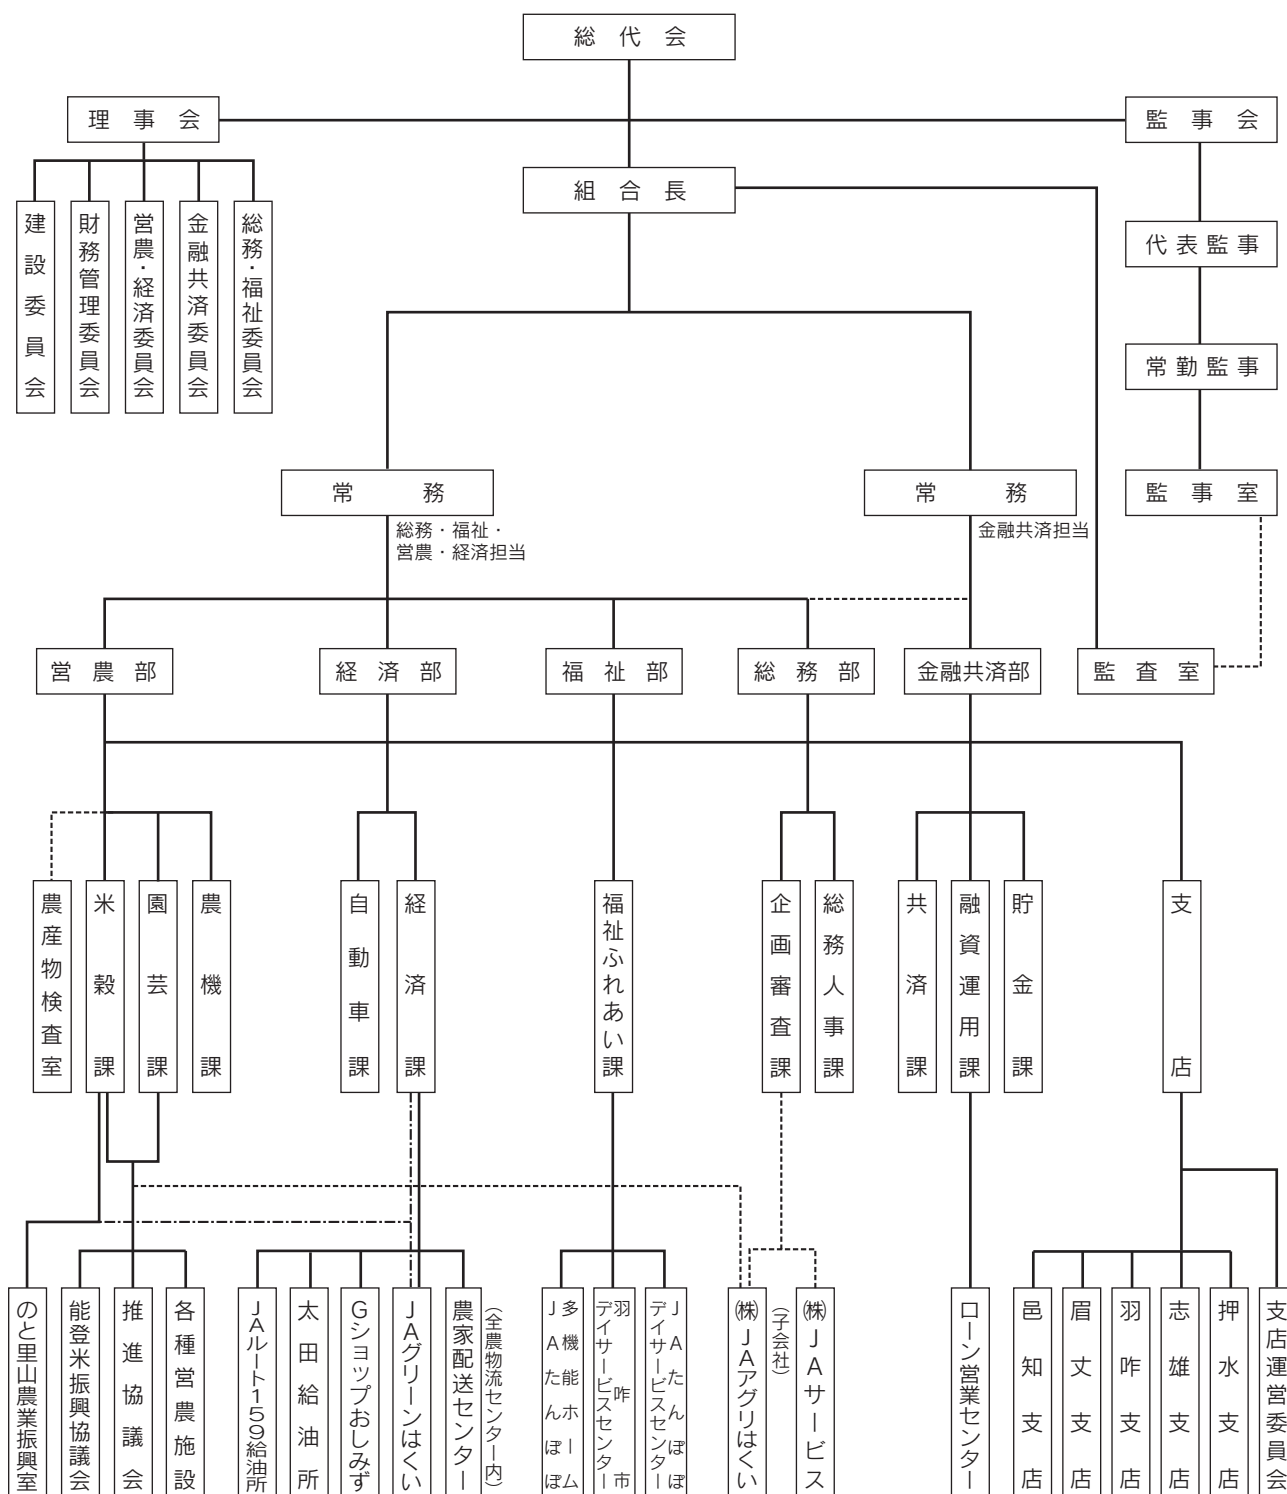 総代会
理事会
監事会
組合長
建設委員会
財務管理委員会
営農・経済委員会
金融共済委員会
総務・福祉委員会
代表監事
常勤監事
監事室
常務
総務・福祉・
営農・経済担当
常務
金融共済担当
営農部
経済部
福祉部
総務部
金融共済部
監査室
農産物検査室
米穀課
園芸課
農機課
自動車課
経済課
福祉ふれあい課
企画審査課
総務人事課
共済課
融資運用課
貯金課
支店
のと里山農業振興室
能登米振興協議会
推進協議会
各種営農施設
JAルート159給油所
太田給油所
Gショップおしみず
JAグリーンはくい
農家配送センター
(全農物流センター内)
多機能ホーム
JAたんぽぽ
羽咋市
デイサービスセンター
JAたんぽぽ
デイサービスセンター
㈱JAアグリはくい
(子会社)
㈱JAサービス
ローン営業センター
邑知支店
眉丈支店
羽咋支店
志雄支店
押水支店
支店運営委員会